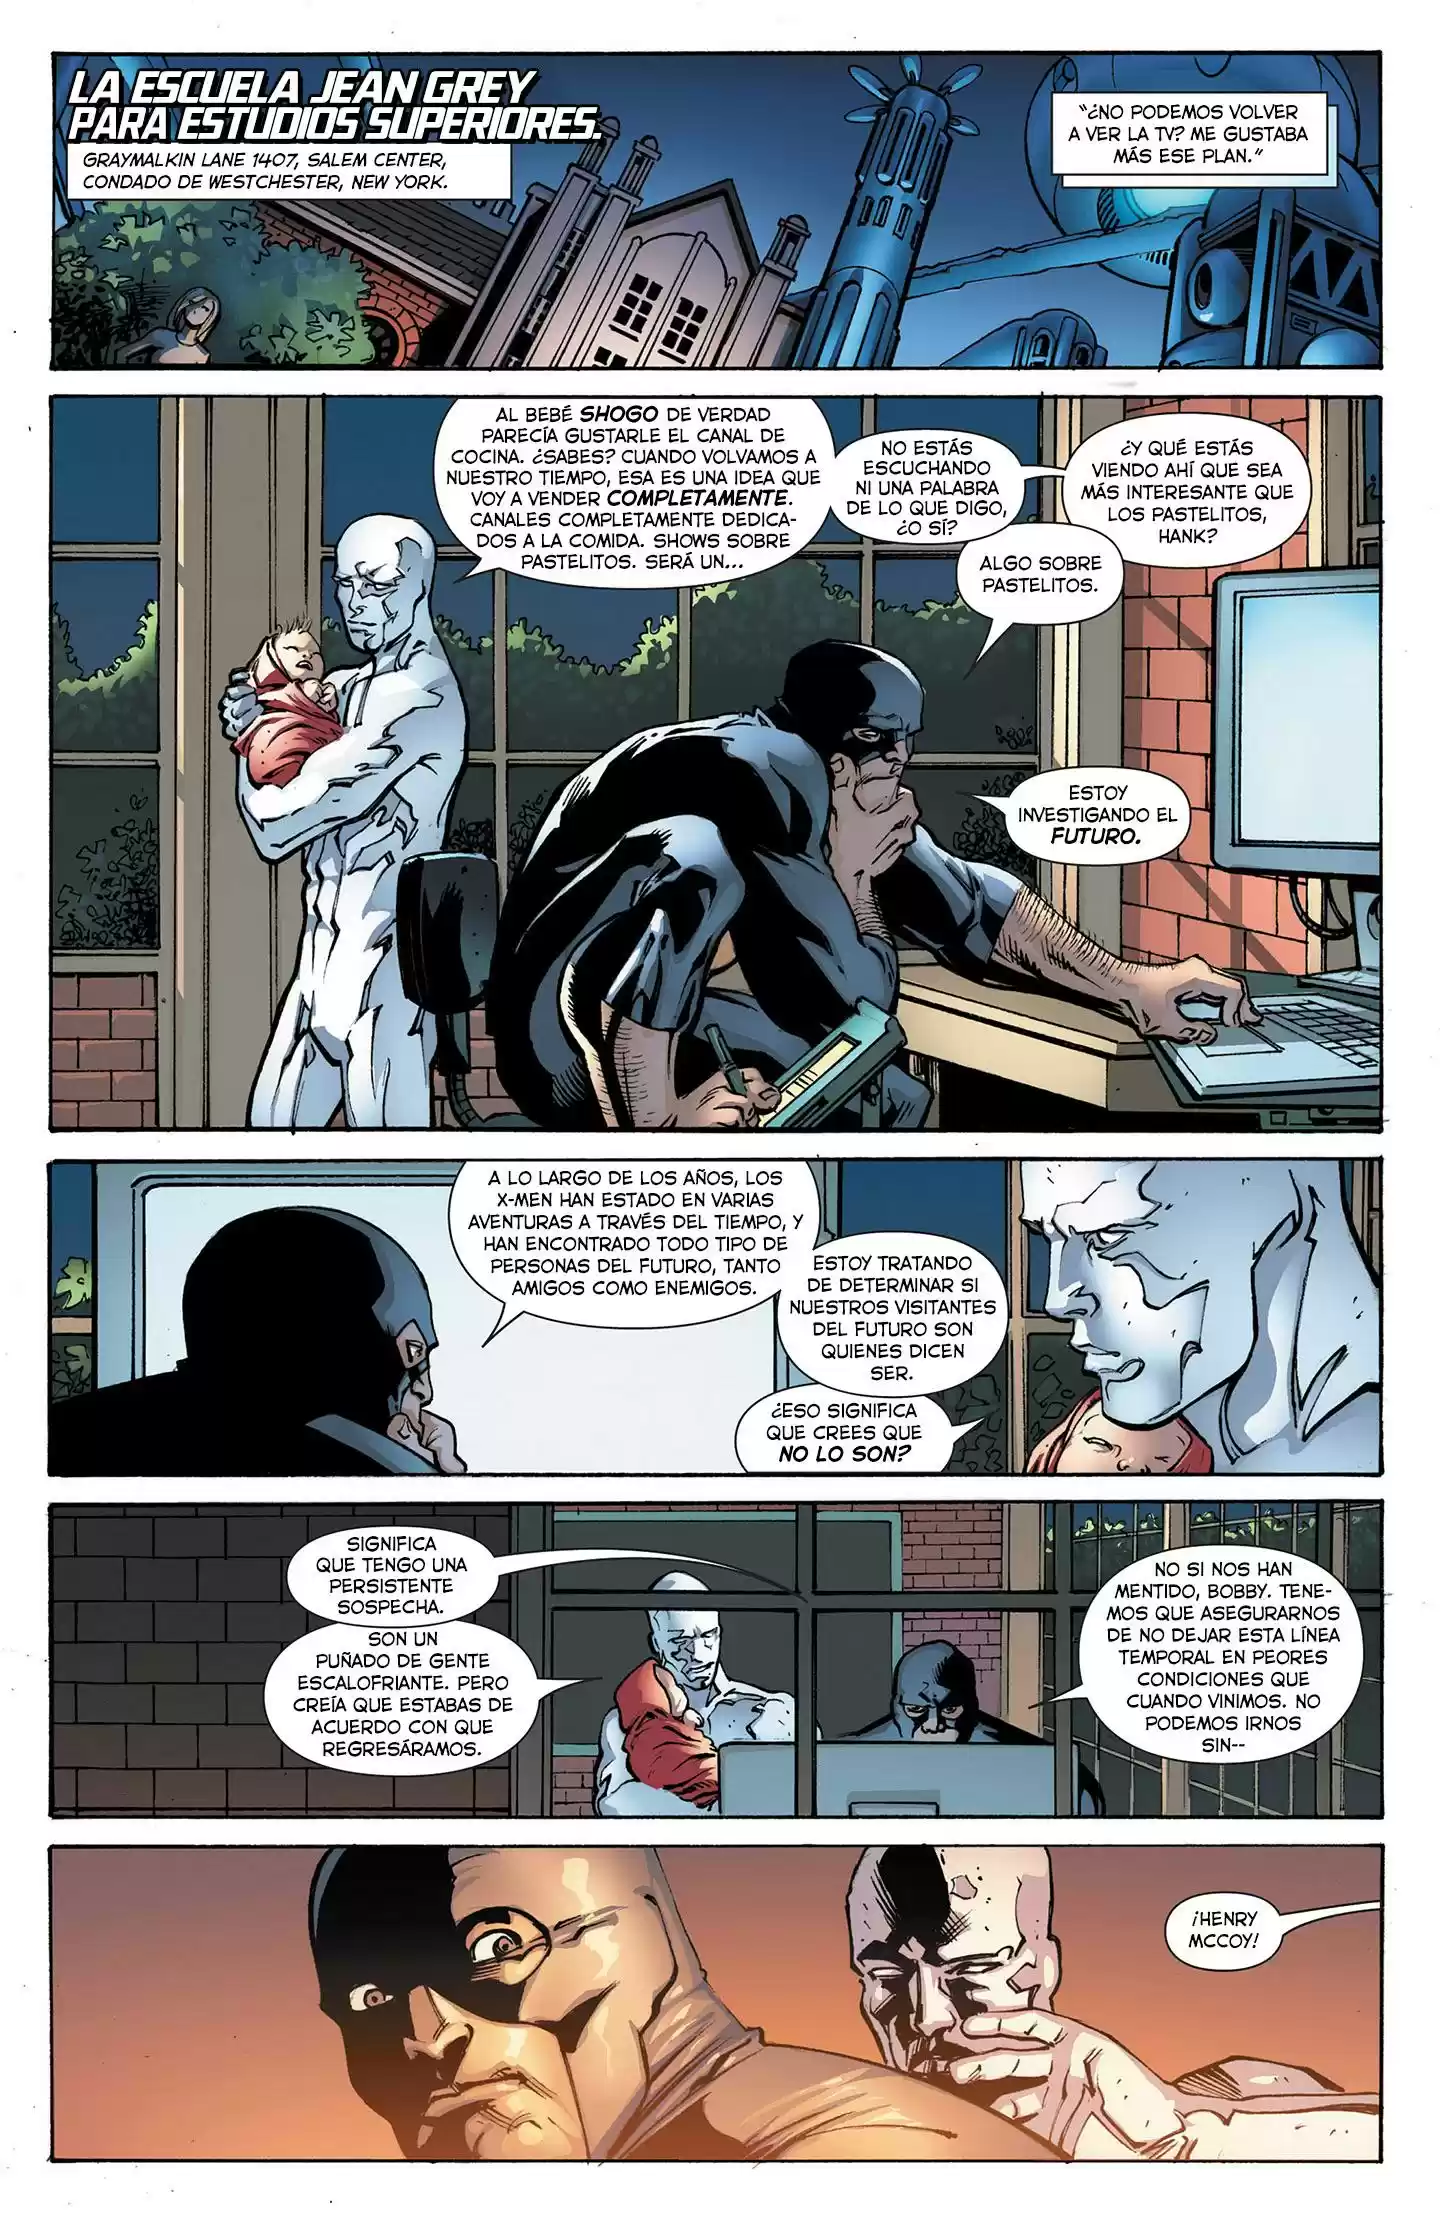 LA ESCUELA JEAN GREY
PARA ESTUDIOS SUPERIORES.
GRAYMALKIN LANE 1407, SALEM CENTER,
CONDADO DE WESTCHESTER, NEW YORK.
"¿NO PODEMOS VOLVER
A VER LA TV? ME GUSTABA
MÁS ESE PLAN."
AL BEBÉ SHOGO DE VERDAD
PARECÍA GUSTARLE EL CANAL DE
COCINA. ¿SABES? CUANDO VOLVAMOS A
NUESTRO TIEMPO, ESA ES UNA IDEA QUE
VOY A VENDER COMPLETAMENTE.
CANALES COMPLETAMENTE DEDICA-
DOS A LA COMIDA. SHOWS SOBRE
PASTELITOS. SERÁ UN...
NO ESTÁS
ESCUCHANDO
NI UNA PALABRA
DE LO QUE DIGO,
¿O SÍ?
ALGO SOBRE
PASTELITOS.
¿Y QUÉ ESTÁS
VIENDO AHÍ QUE SEA
MÁS INTERESANTE QUE
LOS PASTELITOS,
HANK?
ESTOY
INVESTIGANDO EL
FUTURO.
A LO LARGO DE LOS AÑOS, LOS
X-MEN HAN ESTADO EN VARIAS
AVENTURAS A TRAVÉS DEL TIEMPO, Y
HAN ENCONTRADO TODO TIPO DE
PERSONAS DEL FUTURO, TANTO
AMIGOS COMO ENEMIGOS.
ESTOY TRATANDO
DE DETERMINAR SI
NUESTROS VISITANTES
DEL FUTURO SON
QUIENES DICEN
SER.
¿ESO SIGNIFICA
QUE CREES QUE
NO LO SON?
SIGNIFICA
QUE TENGO UNA
PERSISTENTE
SOSPECHA.
SON UN
PUÑADO DE GENTE
ESCALOFRIANTE. PERO
CREÍA QUE ESTABAS DE
ACUERDO CON QUE
REGRESÁRAMOS.
NO SI NOS HAN
MENTIDO, BOBBY. TENE-
MOS QUE ASEGURARNOS
DE NO DEJAR ESTA LÍNEA
TEMPORAL EN PEORES
CONDICIONES QUE
CUANDO VINIMOS. NO
PODEMOS IRNOS
SIN--
¡HENRY
MCCOY!